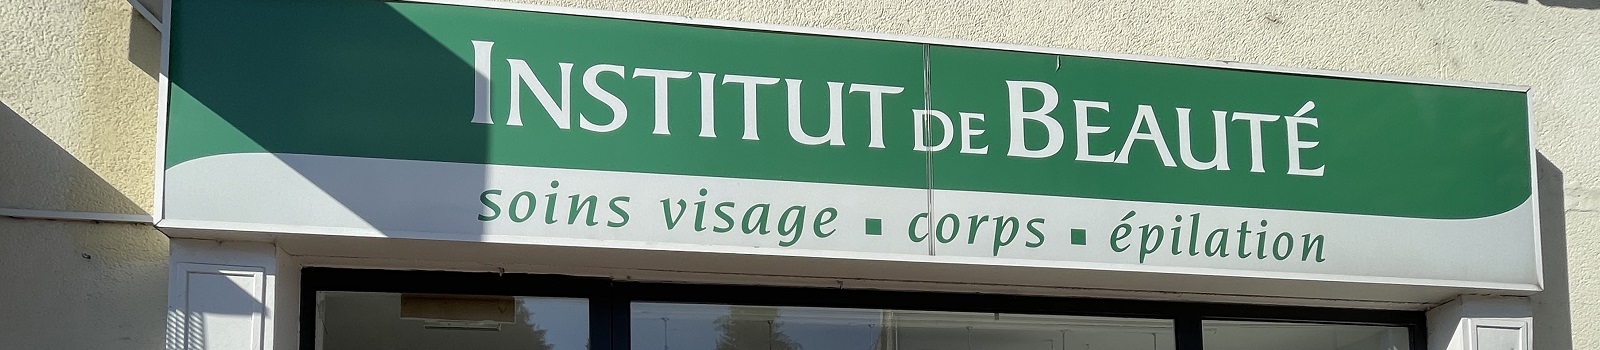 INSTITUT DE BEAUTÉ
soins visage ▪ corps ▪ épilation